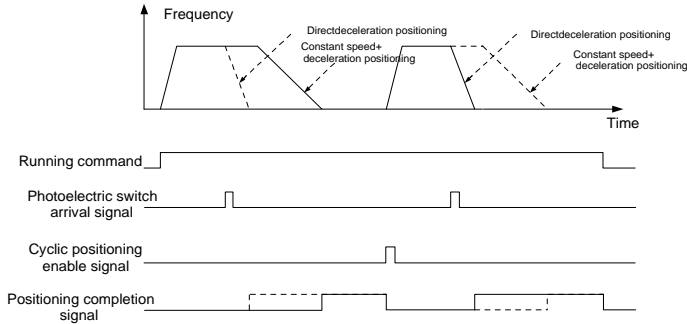 Frequency
Directdeceleration positioning
Constant speed+
deceleration positioning
Directdeceleration positioning
Constant speed+
deceleration positioning
Time
Running command
Photoelectric switch
arrival signal
Cyclic positioning
enable signal
Positioning completion
signal